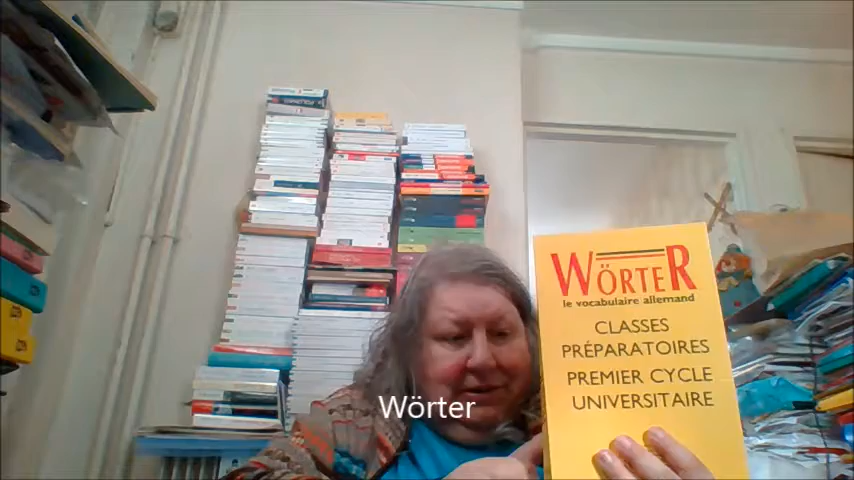 WÖRTER
le vocabulaire allemand
CLASSES
PRÉPARATOIRES
PREMIER CYCLE
UNIVERSITAIRE
Wörter